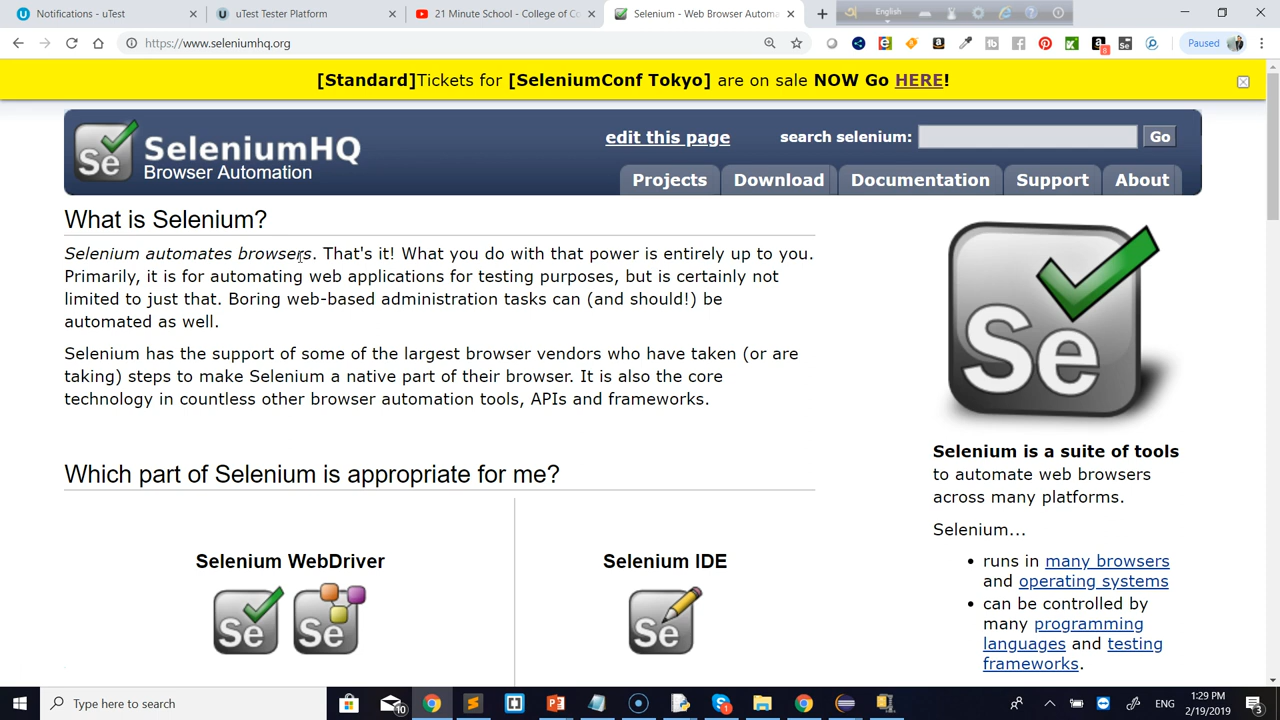 Notifications - uTest
uTest Tester Platform
21 Minute School - College of Co
Selenium - Web Browser Automa
English
https://www.seleniumhq.org
8
Se
Paused
[Standard]Tickets for [SeleniumConf Tokyo] are on sale NOW Go HERE!
Se
SeleniumHQ
Browser Automation
edit this page
search selenium:
Go
Projects
Download
Documentation
Support
About
What is Selenium?
Selenium automates browsers. That's it! What you do with that power is entirely up to you.
Primarily, it is for automating web applications for testing purposes, but is certainly not
limited to just that. Boring web-based administration tasks can (and should!) be
automated as well.
Selenium has the support of some of the largest browser vendors who have taken (or are
taking) steps to make Selenium a native part of their browser. It is also the core
technology in countless other browser automation tools, APIs and frameworks.
Which part of Selenium is appropriate for me?
Selenium WebDriver
Se
Se
Selenium IDE
Se
Se
Selenium is a suite of tools
to automate web browsers
across many platforms.
Selenium...
runs in many browsers
and operating systems
can be controlled by
many programming
languages and testing
frameworks.
Type here to search
10
1
ENG
1:29 PM
2/19/2019
3